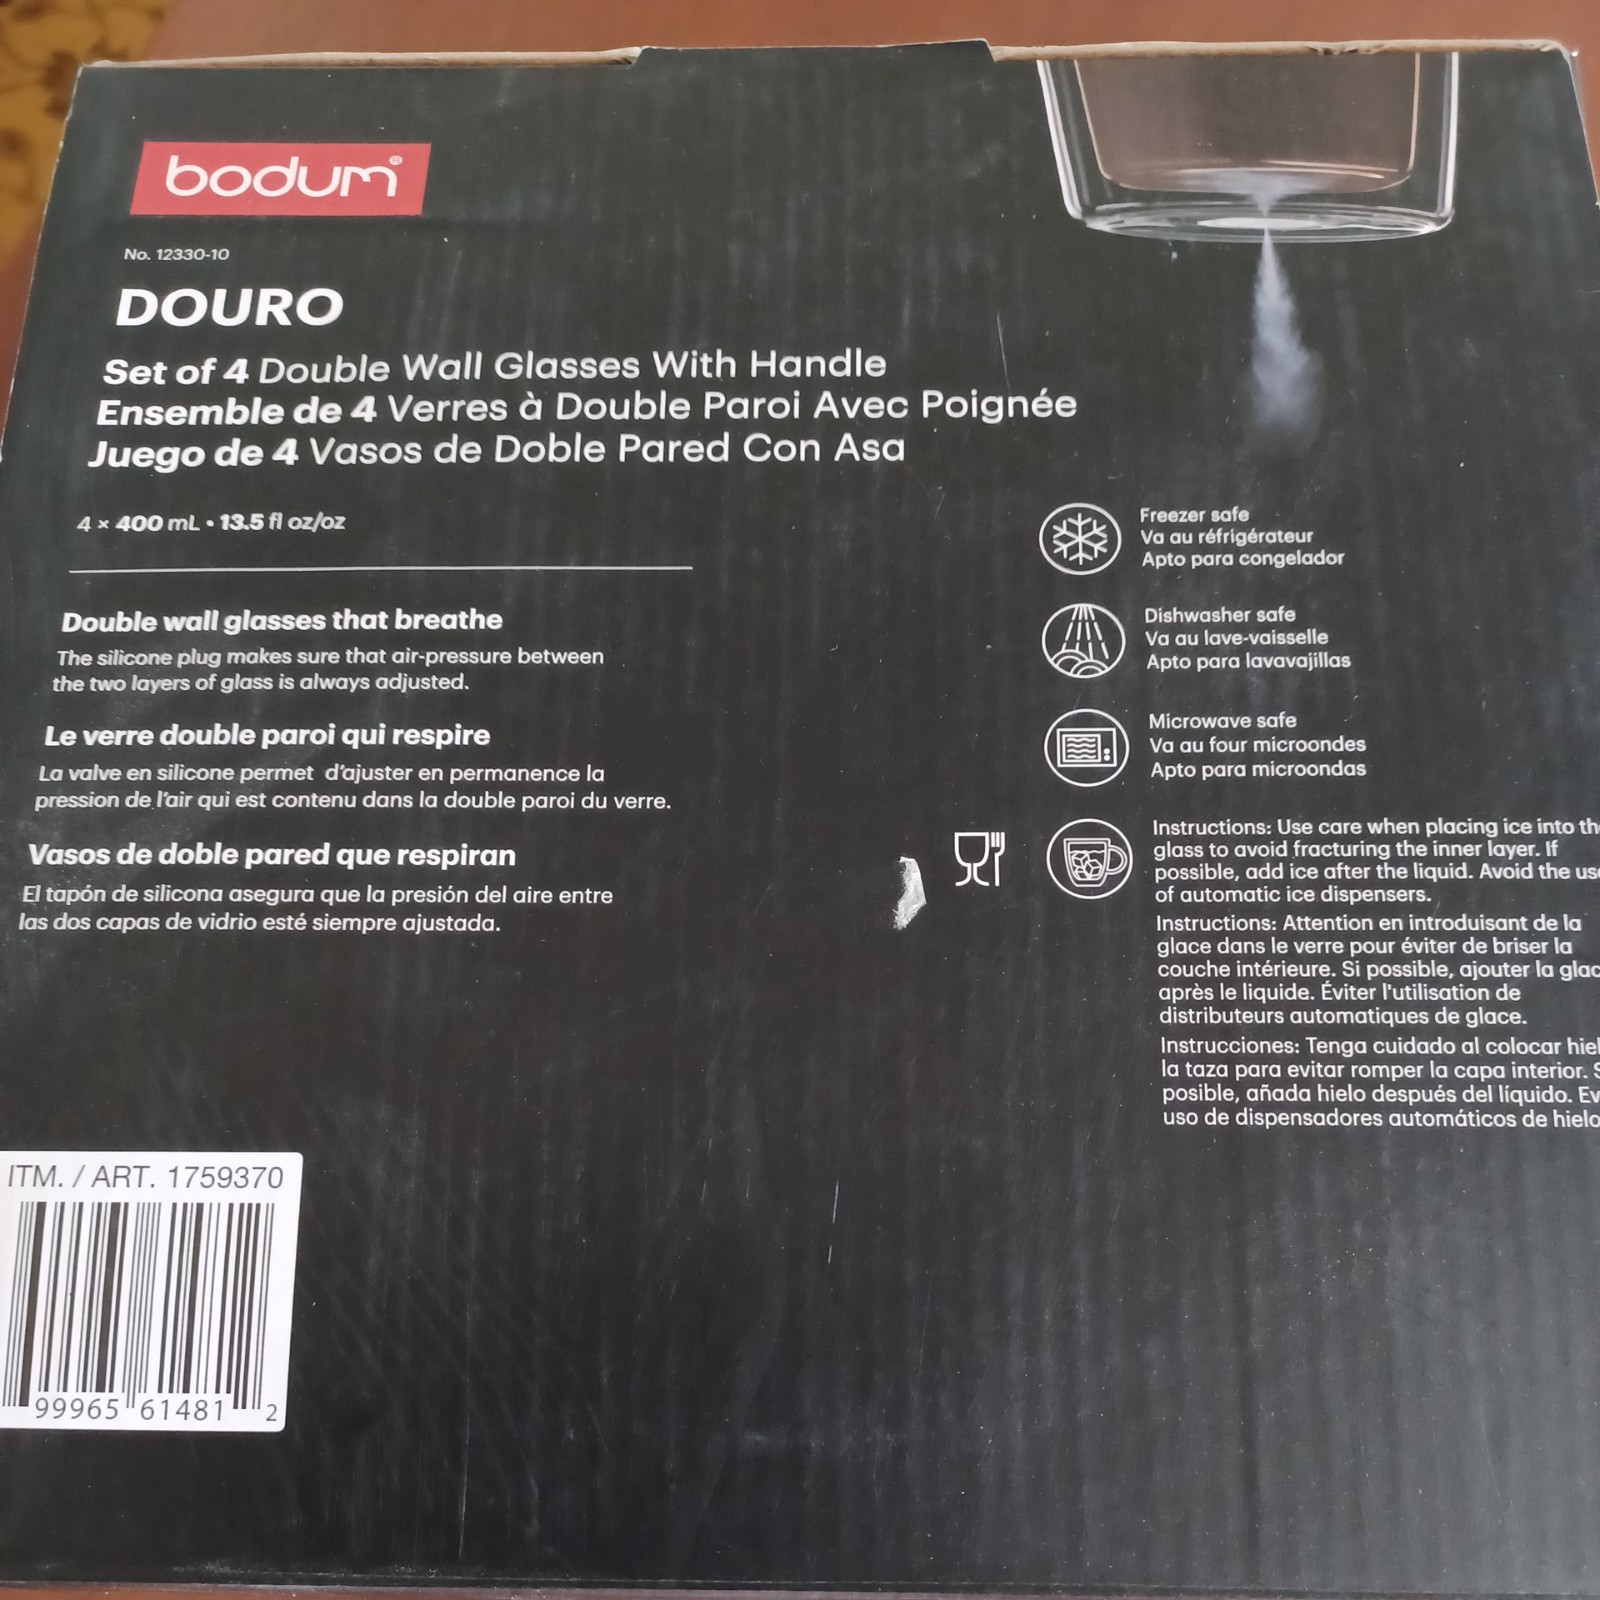 bodum®
No. 12330-10
DOURO
Set of 4 Double Wall Glasses With Handle
Ensemble de 4 Verres à Double Paroi Avec Poignée
Juego de 4 Vasos de Doble Pared Con Asa
4 × 400 mL • 13.5 fl oz/oz
Double wall glasses that breathe
The silicone plug makes sure that air-pressure between
the two layers of glass is always adjusted.
Le verre double paroi qui respire
La valve en silicone permet d'ajuster en permanence la
pression de l'air qui est contenu dans la double paroi du verre.
Vasos de doble pared que respiran
El tapón de silicona asegura que la presión del aire entre
las dos capas de vidrio esté siempre ajustada.
Freezer safe
Va au réfrigérateur
Apto para congelador
Dishwasher safe
Va au lave-vaisselle
Apto para lavavajillas
Microwave safe
Va au four microondes
Apto para microondas
Instructions: Use care when placing ice into
glass to avoid fracturing the inner layer. If
possible, add ice after the liquid. Avoid the
of automatic ice dispensers.
Instructions: Attention en introduisant de la
glace dans le verre pour éviter de briser la
couche intérieure. Si possible, ajouter la
après le liquide. Éviter l'utilisation de
distributeurs automatiques de glace.
Instrucciones: Tenga cuidado al colocar
la taza para evitar romper la capa interior.
posible, añada hielo después del líquido.
uso de dispensadores automáticos de
ITM. / ART. 1759370
99965 61481 2